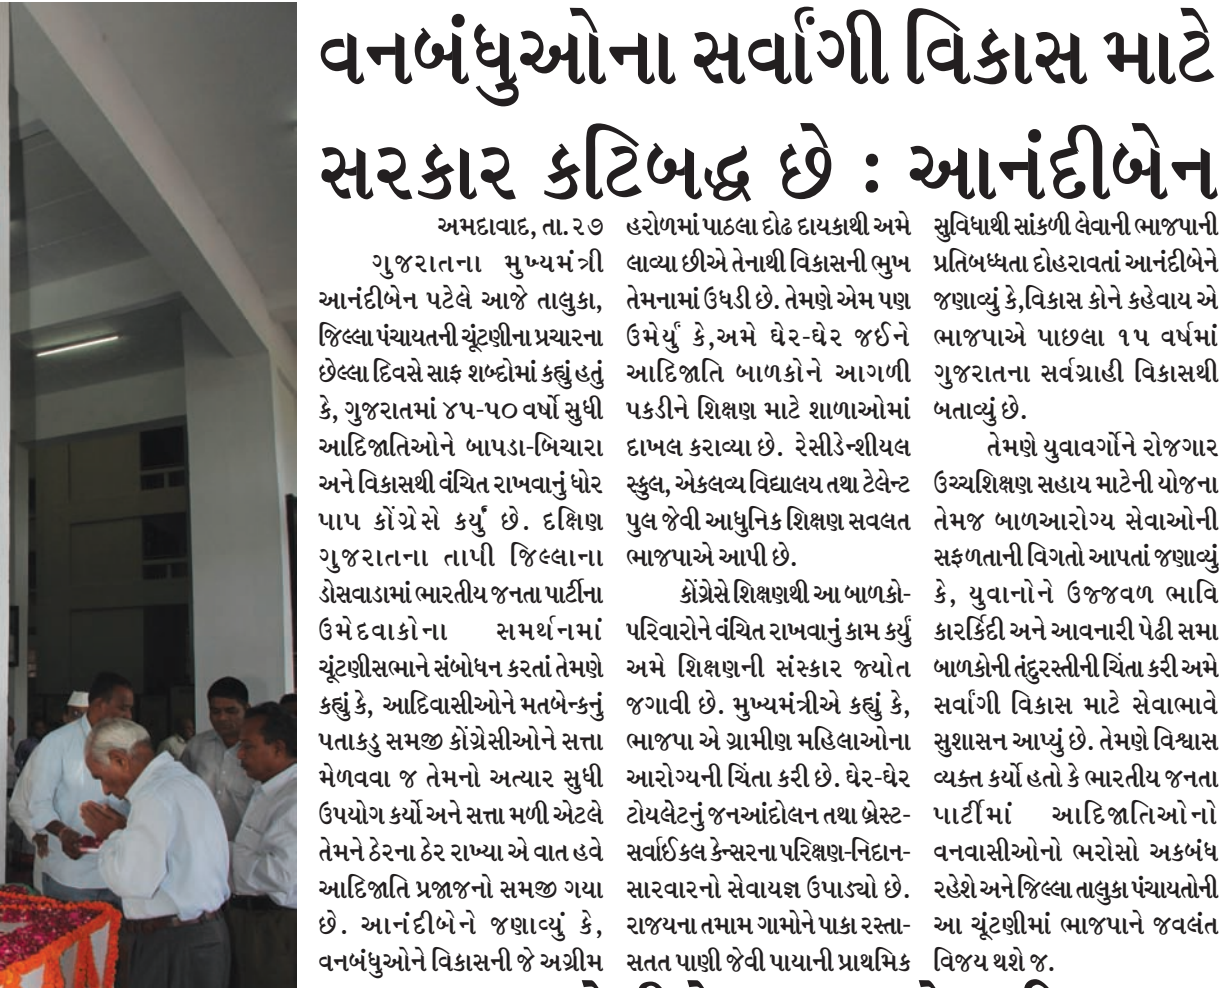 વનબંધુઓના સર્વાંગી વિકાસ માટે
સરકાર કટિબદ્ધ છે : આનંદીબેન
અમદાવાદ, તા.૨૭
ગુજરાતના મુખ્યમંત્રી
આનંદીબેન પટેલે આજે તાલુકા,
જિલ્લા પંચાયતની ચૂંટણીના પ્રચારના
છેલ્લા દિવસે સાફ શબ્દોમાં કહ્યું હતું
કે, ગુજરાતમાં ૪૫-૫૦ વર્ષો સુધી
આદિજાતિઓને બાપડા-બિચારા
અને વિકાસથી વંચિત રાખવાનું ઘોર
પાપ કોંગ્રેસે કર્યું છે. દક્ષિણ
ગુજરાતના તાપી જિલ્લાના
ડોસવાડામાં ભારતીય જનતા પાર્ટીના
ઉમેદવાકોના સમર્થનમાં
ચૂંટણીસભાને સંબોધન કરતાં તેમણે
કહ્યું કે, આદિવાસીઓને મતબેન્કનું
પતાકડુ સમજી કોંગ્રેસીઓને સત્તા
મેળવવા જ તેમનો અત્યાર સુધી
ઉપયોગ કર્યો અને સત્તા મળી એટલે
તેમને ઠેરના ઠેર રાખ્યા એ વાત હવે
આદિજાતિ પ્રજાજનો સમજી ગયા
છે. આનંદીબેને જણાવ્યું કે,
વનબંધુઓને વિકાસની જે અગ્રીમ
હરોળમાં પાઠલા દોઢ દાયકાથી અમે
લાવ્યા છીએ તેનાથી વિકાસની ભુખ
તેમનામાં ઉઘડી છે. તેમણે એમ પણ
ઉમેર્યું કે,અમે ઘેર-ઘેર જઈને
આદિજાતિ બાળકોને આગળી
પકડીને શિક્ષણ માટે શાળાઓમાં
દાખલ કરાવ્યા છે. રેસીડેન્શીયલ
સ્કુલ, એકલવ્ય વિદ્યાલય તથા ટેલેન્ટ
પુલ જેવી આધુનિક શિક્ષણ સવલત
ભાજપાએ આપી છે.
કોંગ્રેસે શિક્ષણથી આ બાળકો-
પરિવારોને વંચિત રાખવાનું કામ કર્યું
અમે શિક્ષણની સંસ્કાર જ્યોત
જગાવી છે. મુખ્યમંત્રીએ કહ્યું કે,
ભાજપા એ ગ્રામીણ મહિલાઓના
આરોગ્યની ચિંતા કરી છે. ઘેર-ઘેર
ટોયલેટનું જનઆંદોલન તથા બ્રેસ્ટ-
સર્વાઈકલ કેન્સરના પરિક્ષણ-નિદાન-
સારવારનો સેવાયજ્ઞ ઉપાડ્યો છે.
રાજયના તમામ ગામોને પાકા રસ્તા-
સતત પાણી જેવી પાયાની પ્રાથમિક
સુવિધાથી સાંકળી લેવાની ભાજપાની
પ્રતિબધ્ધતા દોહરાવતાં આનંદીબેને
જણાવ્યું કે,વિકાસ કોને કહેવાય એ
ભાજપાએ પાછલા ૧૫ વર્ષમાં
ગુજરાતના સર્વગ્રાહી વિકાસથી
બતાવ્યું છે.
તેમણે યુવાવર્ગોને રોજગાર
ઉચ્ચશિક્ષણ સહાય માટેની યોજના
તેમજ બાળઆરોગ્ય સેવાઓની
સફળતાની વિગતો આપતાં જણાવ્યું
કે, યુવાનોને ઉજ્જવળ ભાવિ
કારર્કિદી અને આવનારી પેઢી સમા
બાળકોની તંદુરસ્તીની ચિંતા કરી અમે
સર્વાંગી વિકાસ માટે સેવાભાવે
સુશાસન આપ્યું છે. તેમણે વિશ્વાસ
વ્યક્ત કર્યો હતો કે ભારતીય જનતા
પાર્ટીમાં આદિજાતિઓનો
વનવાસીઓનો ભરોસો અકબંધ
રહેશે અને જિલ્લા તાલુકા પંચાયતોની
આ ચૂંટણીમાં ભાજપાને જવલંત
વિજય થશે જ.